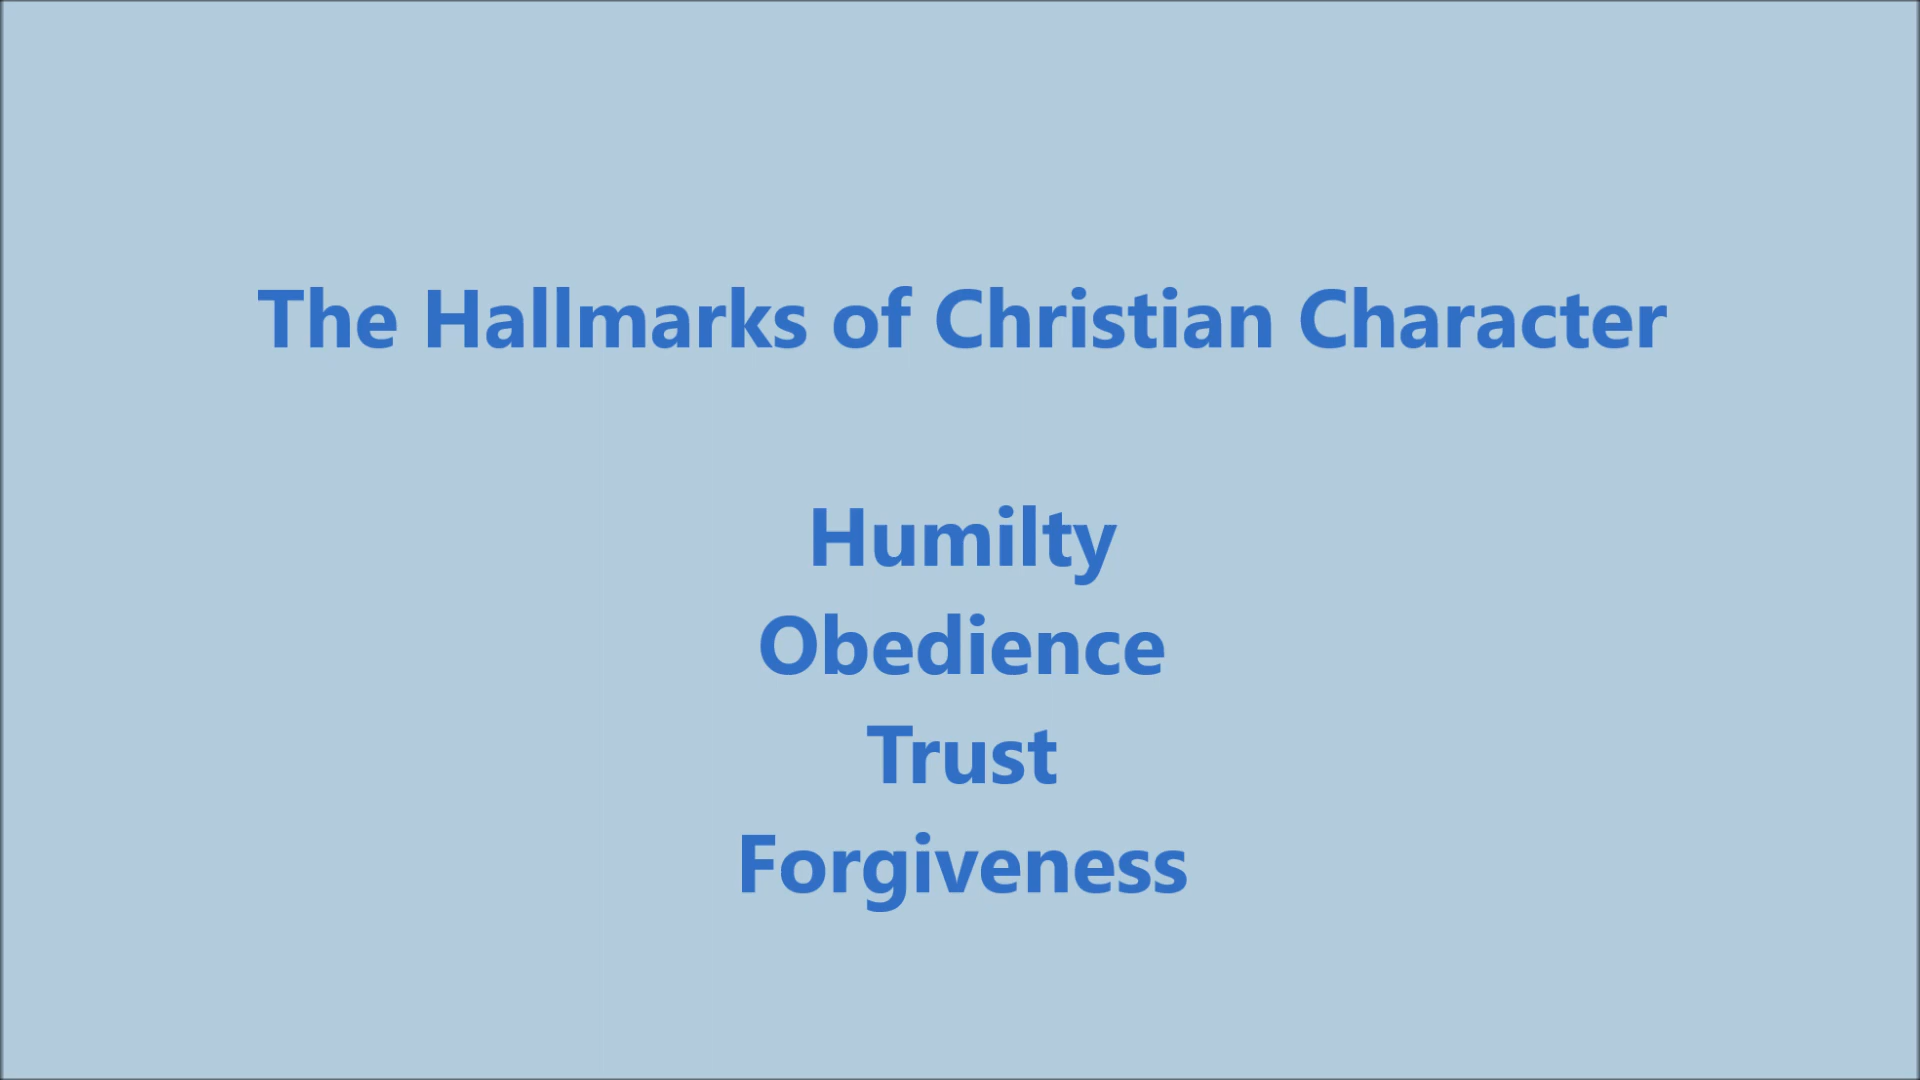 The Hallmarks of Christian Character
Humilty
Obedience
Trust
Forgiveness